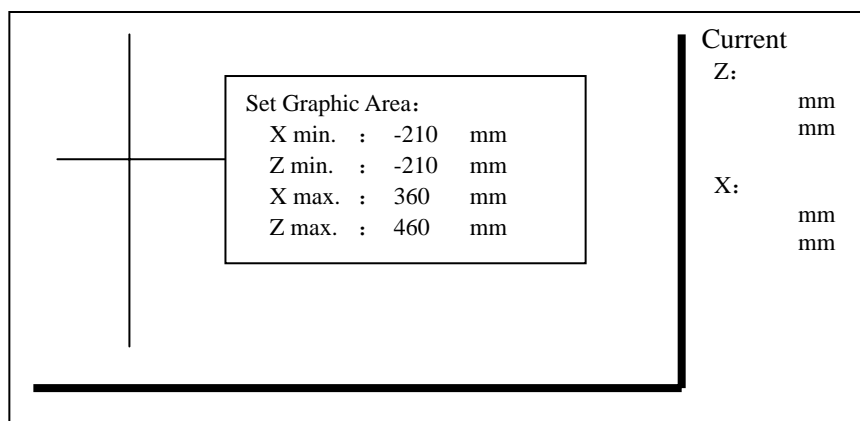 Current
Z：
mm
mm
X：
mm
mm
Set Graphic Area：
X min. ： -210 mm
Z min. ： -210 mm
X max. ： 360 mm
Z max. ： 460 mm